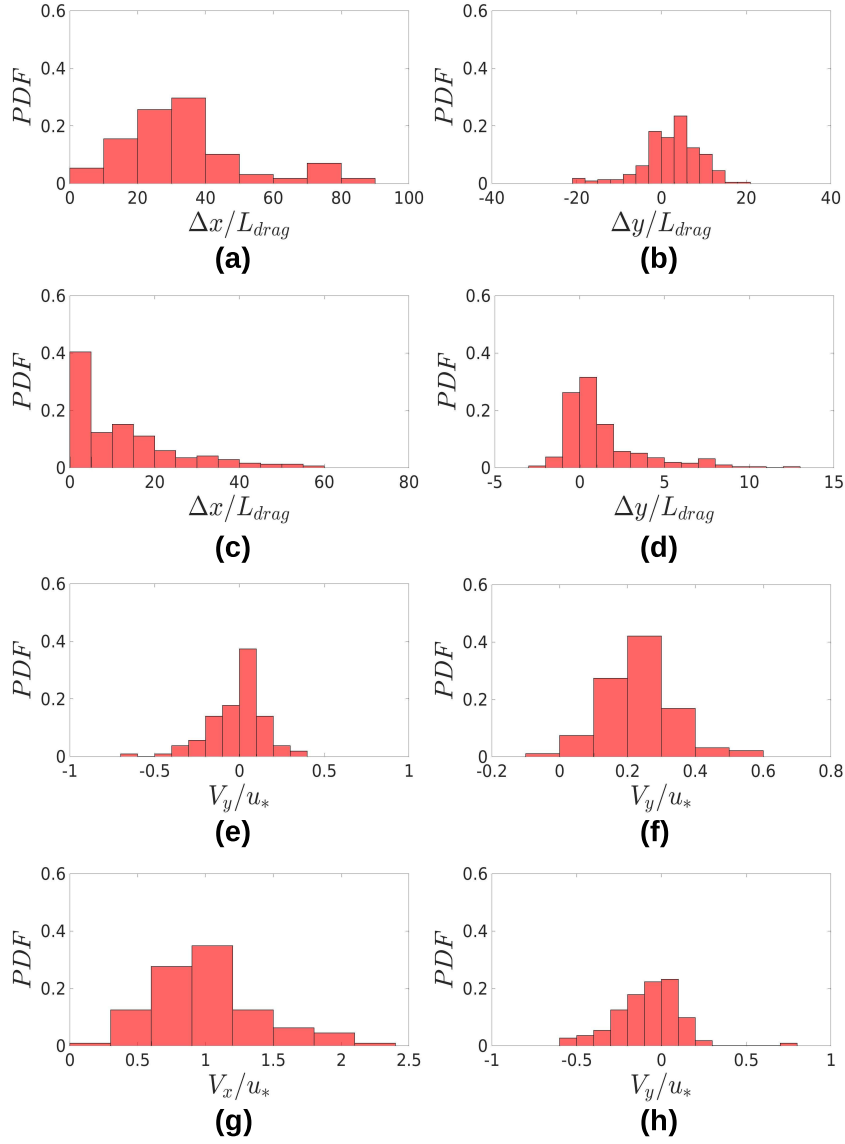 0.6
0.4
0.2
0
PDF
0 20 40 60 80 100
Δx/L_drag
(a)
0.6
0.4
0.2
0
PDF
-40 -20 0 20 40
Δy/L_drag
(b)
0.6
0.4
0.2
0
PDF
0 20 40 60 80
Δx/L_drag
(c)
0.6
0.4
0.2
0
PDF
-5 0 5 10 15
Δy/L_drag
(d)
0.6
0.4
0.2
0
PDF
-1 -0.5 0 0.5 1
V_y/u_*
(e)
0.6
0.4
0.2
0
PDF
-0.2 0 0.2 0.4 0.6 0.8
V_y/u_*
(f)
0.6
0.4
0.2
0
PDF
0 0.5 1 1.5 2 2.5
V_x/u_*
(g)
0.6
0.4
0.2
0
PDF
-1 -0.5 0 0.5 1
V_y/u_*
(h)